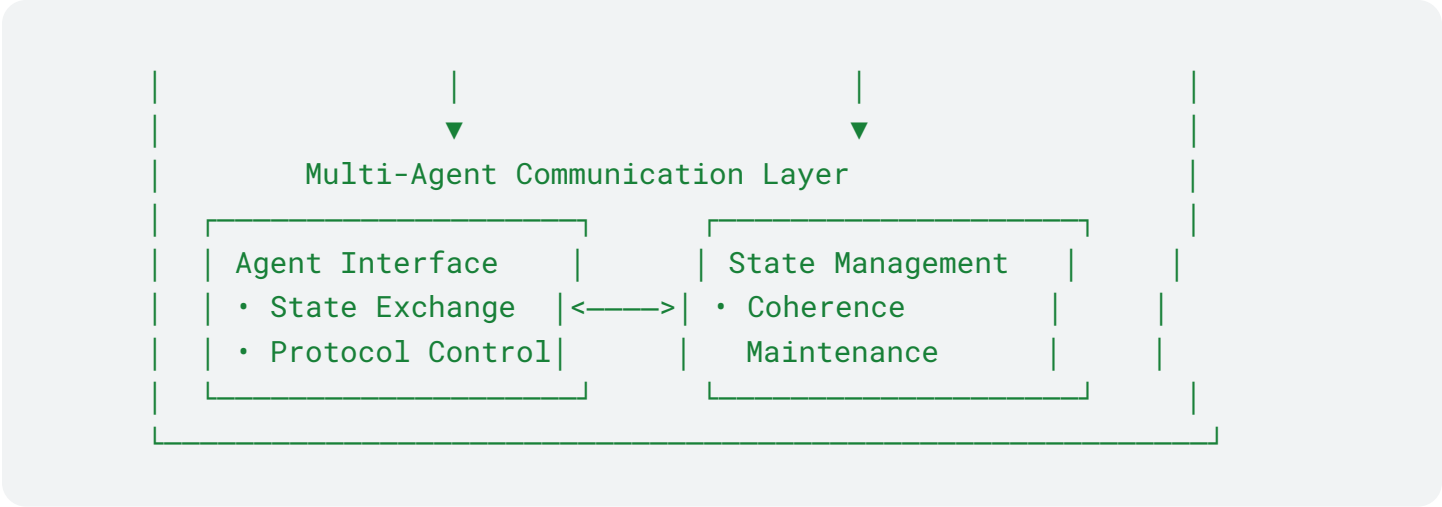 Multi-Agent Communication Layer
Agent Interface State Management
• State Exchange <————> • Coherence
• Protocol Control Maintenance